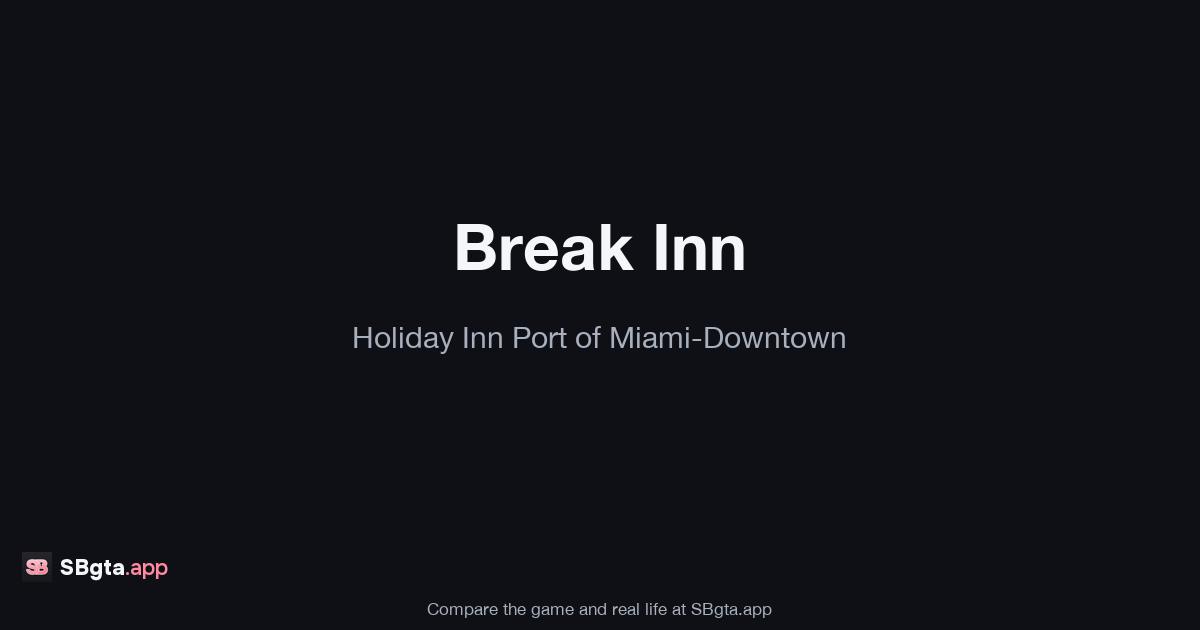 Break Inn
Holiday Inn Port of Miami-Downtown
SB SBgta.app
Compare the game and real life at SBgta.app